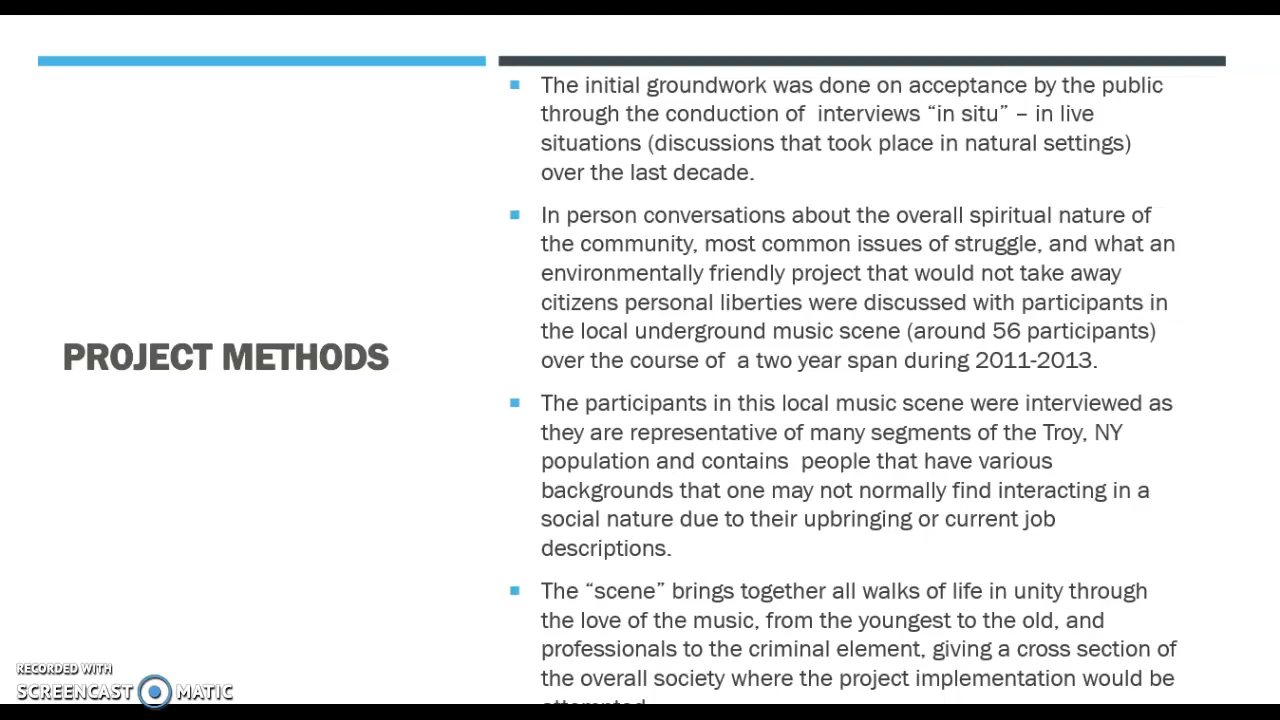 PROJECT METHODS
The initial groundwork was done on acceptance by the public
through the conduction of  interviews “in situ” – in live
situations (discussions that took place in natural settings)
over the last decade.
In person conversations about the overall spiritual nature of
the community, most common issues of struggle, and what an
environmentally friendly project that would not take away
citizens personal liberties were discussed with participants in
the local underground music scene (around 56 participants)
over the course of  a two year span during 2011-2013.
The participants in this local music scene were interviewed as
they are representative of many segments of the Troy, NY
population and contains  people that have various
backgrounds that one may not normally find interacting in a
social nature due to their upbringing or current job
descriptions.
The “scene” brings together all walks of life in unity through
the love of the music, from the youngest to the old, and
professionals to the criminal element, giving a cross section of
the overall society where the project implementation would be
RECORDED WITH
SCREENCAST MATIC